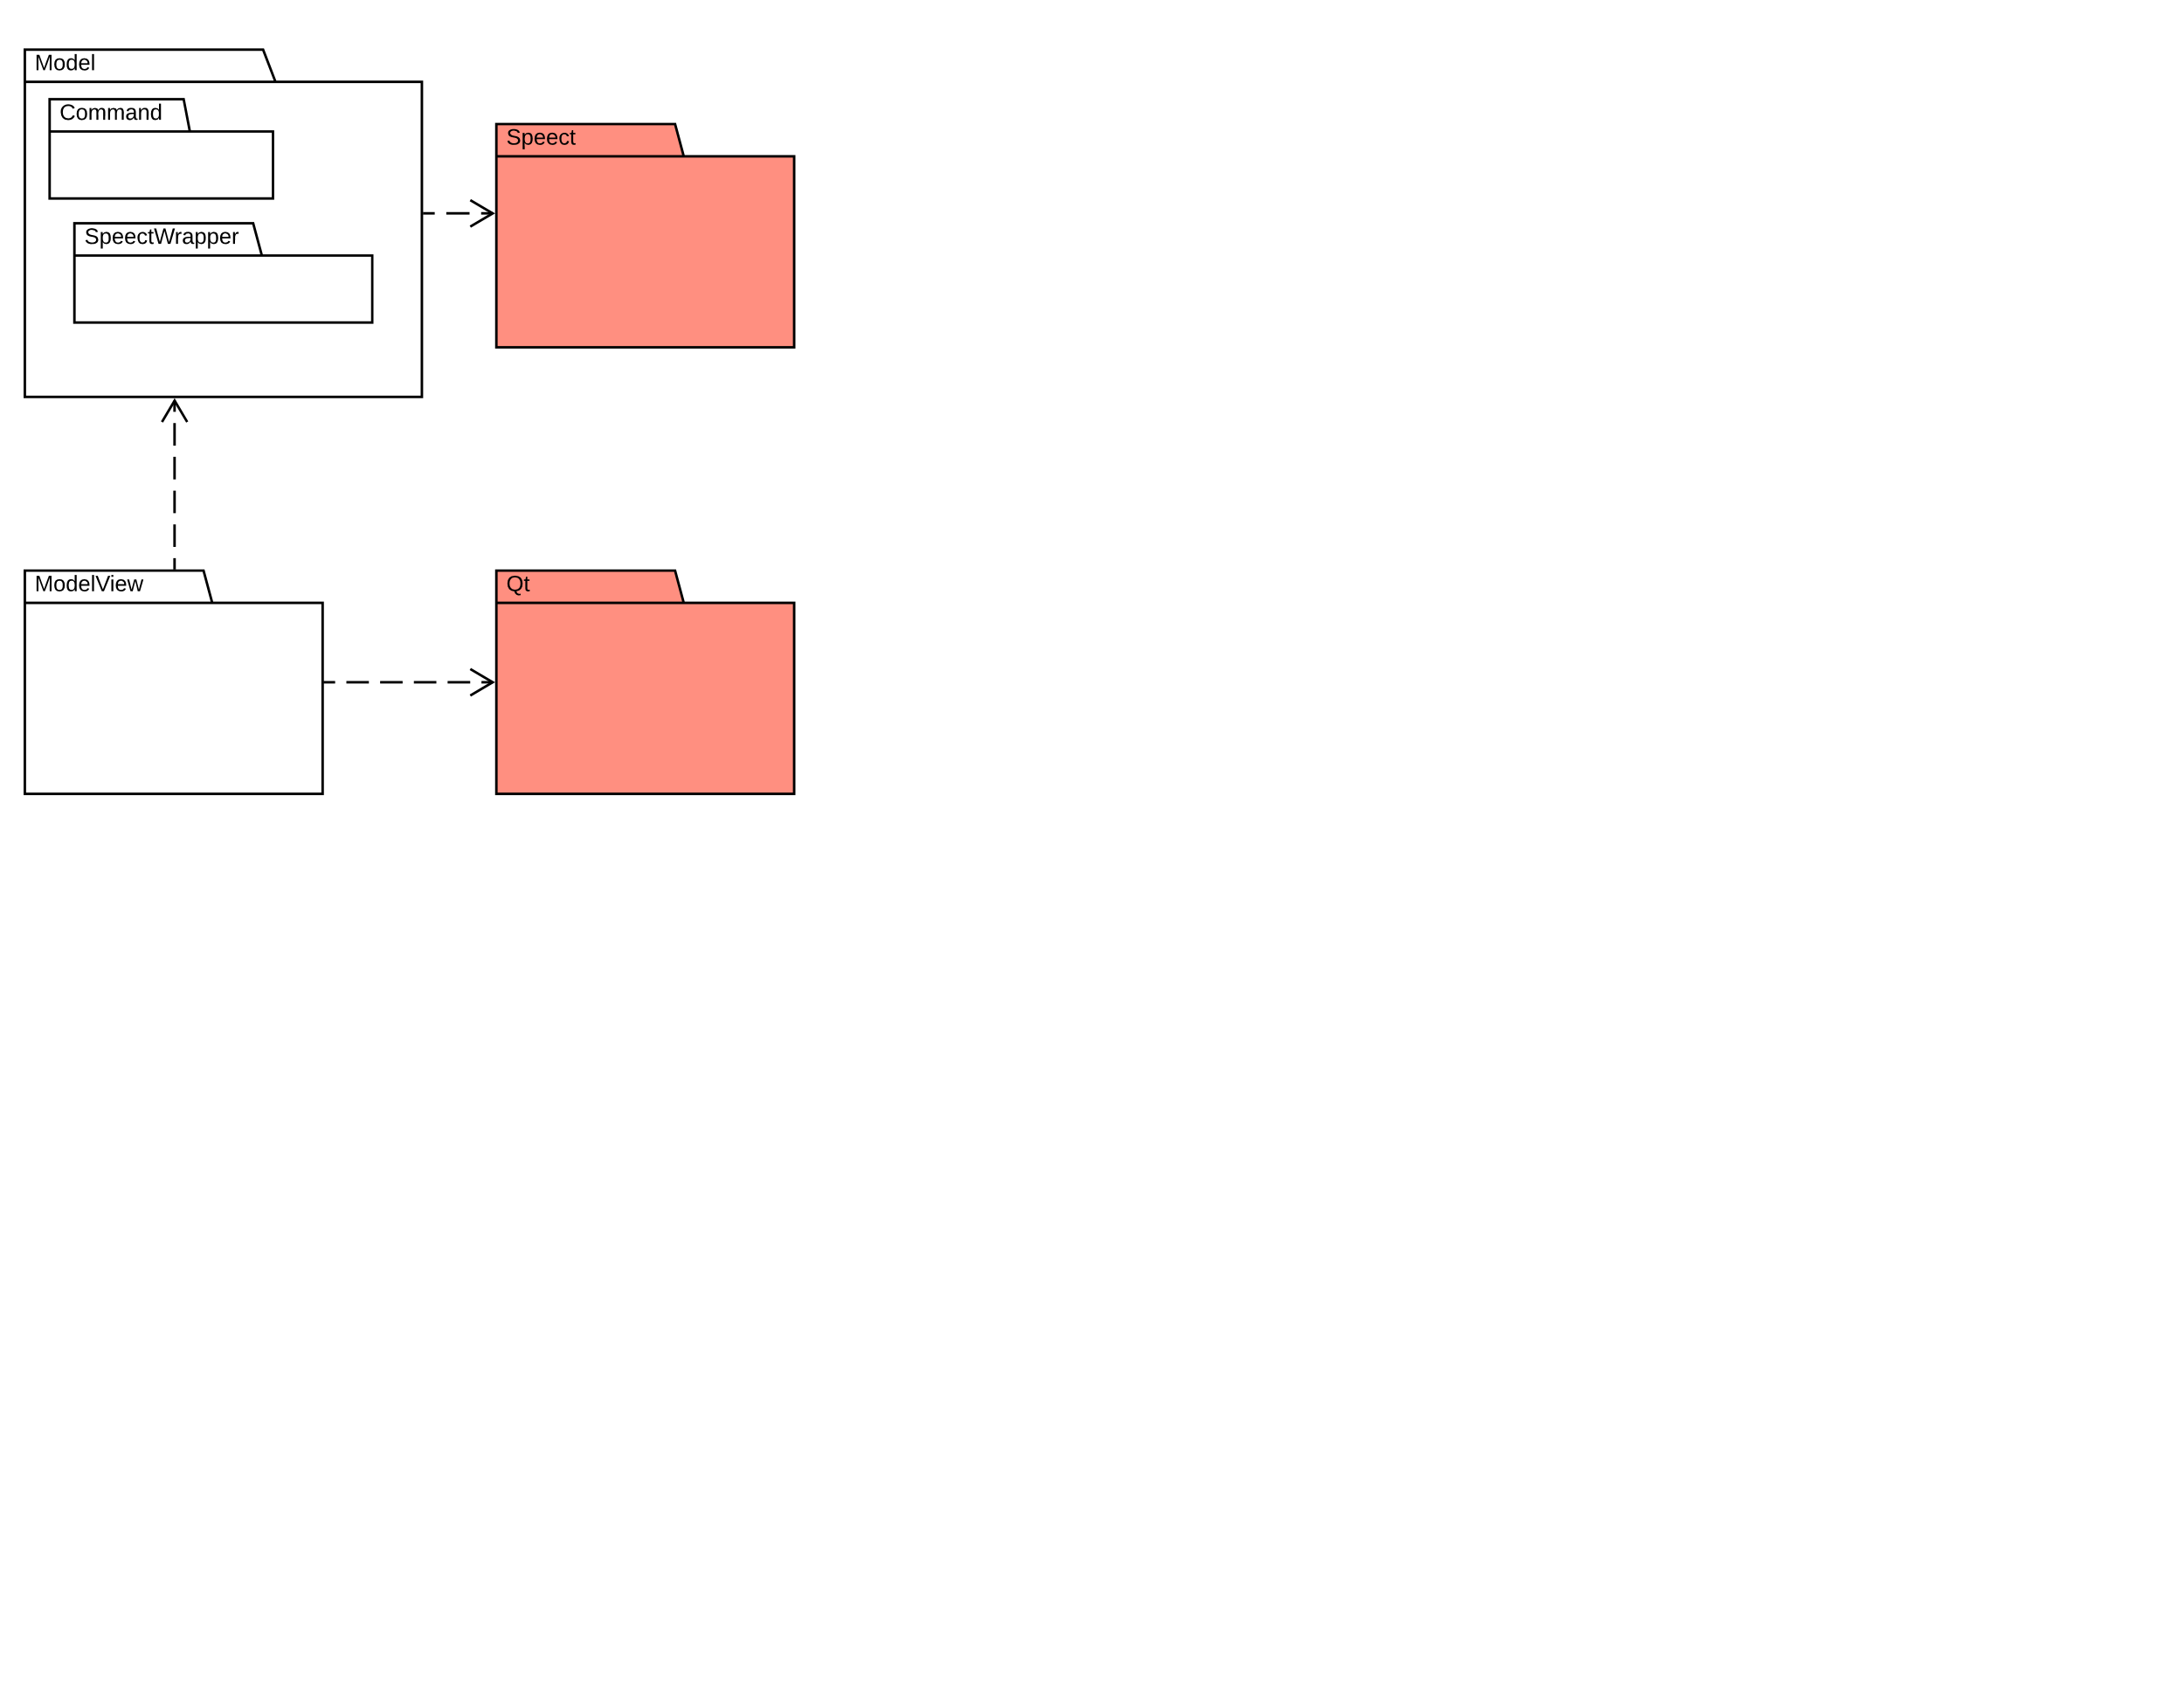 Model
Command
Speect
SpeectWrapper
ModelView
Qt